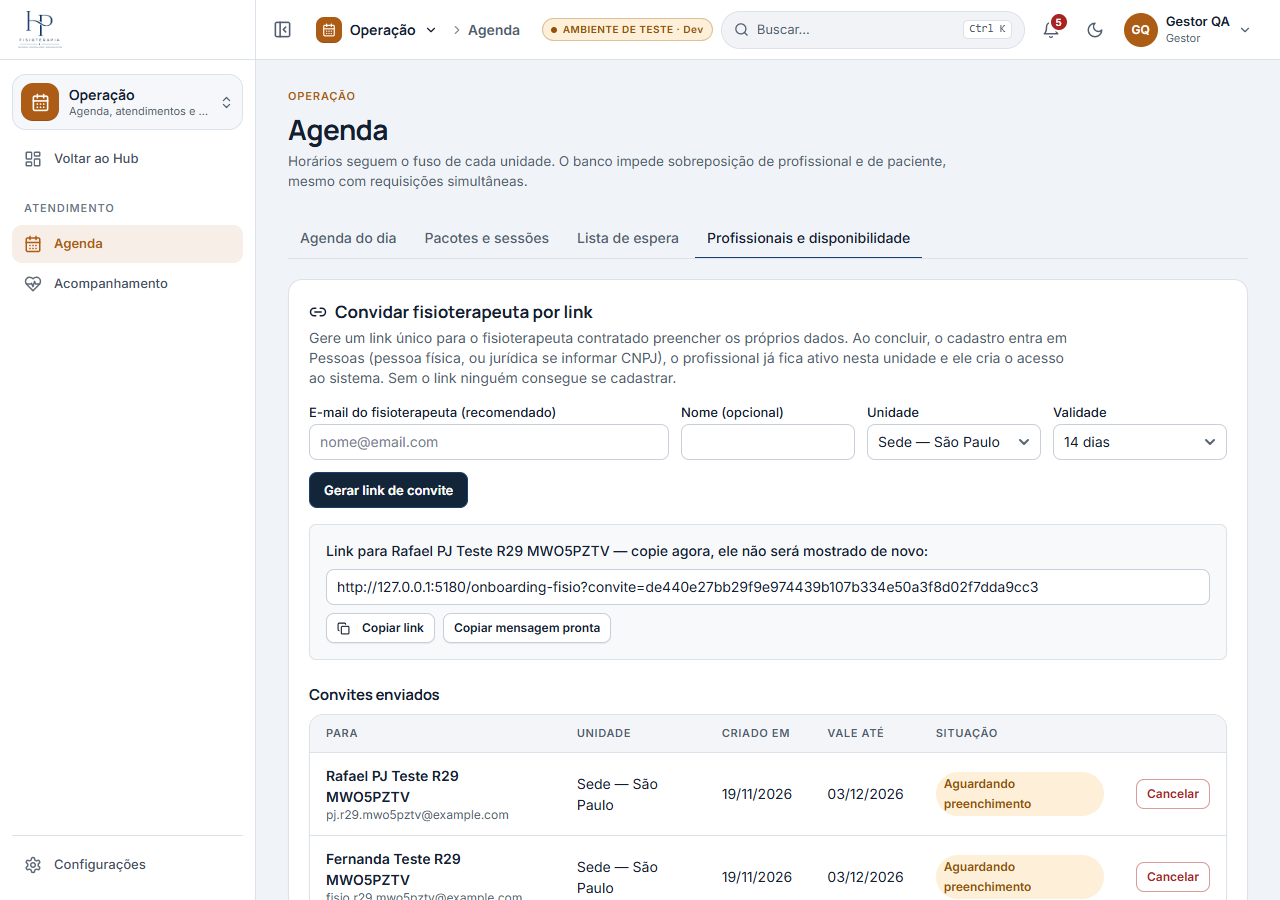 HP
FISIOTERAPIA
Operação
Agenda
AMBIENTE DE TESTE · Dev
Buscar...
Ctrl K
5
GQ
Gestor QA
Gestor
Operação
Agenda, atendimentos e ...
Voltar ao Hub
ATENDIMENTO
Agenda
Acompanhamento
Configurações
OPERAÇÃO
Agenda
Horários seguem o fuso de cada unidade. O banco impede sobreposição de profissional e de paciente,
mesmo com requisições simultâneas.
Agenda do dia
Pacotes e sessões
Lista de espera
Profissionais e disponibilidade
Convidar fisioterapeuta por link
Gere um link único para o fisioterapeuta contratado preencher os próprios dados. Ao concluir, o cadastro entra em
Pessoas (pessoa física, ou jurídica se informar CNPJ), o profissional já fica ativo nesta unidade e ele cria o acesso
ao sistema. Sem o link ninguém consegue se cadastrar.
E-mail do fisioterapeuta (recomendado)
Nome (opcional)
Unidade
Validade
nome@email.com
Sede — São Paulo
14 dias
Gerar link de convite
Link para Rafael PJ Teste R29 MWO5PZTV — copie agora, ele não será mostrado de novo:
http://127.0.0.1:5180/onboarding-fisio?convite=de440e27bb29f9e974439b107b334e50a3f8d02f7dda9cc3
Copiar link
Copiar mensagem pronta
Convites enviados
PARA
UNIDADE
CRIADO EM
VALE ATÉ
SITUAÇÃO
Rafael PJ Teste R29
MWO5PZTV
pj.r29.mwo5pztv@example.com
Sede — São
Paulo
19/11/2026
03/12/2026
Aguardando
preenchimento
Cancelar
Fernanda Teste R29
MWO5PZTV
fisio.r29.mwo5pztv@example.com
Sede — São
Paulo
19/11/2026
03/12/2026
Aguardando
preenchimento
Cancelar